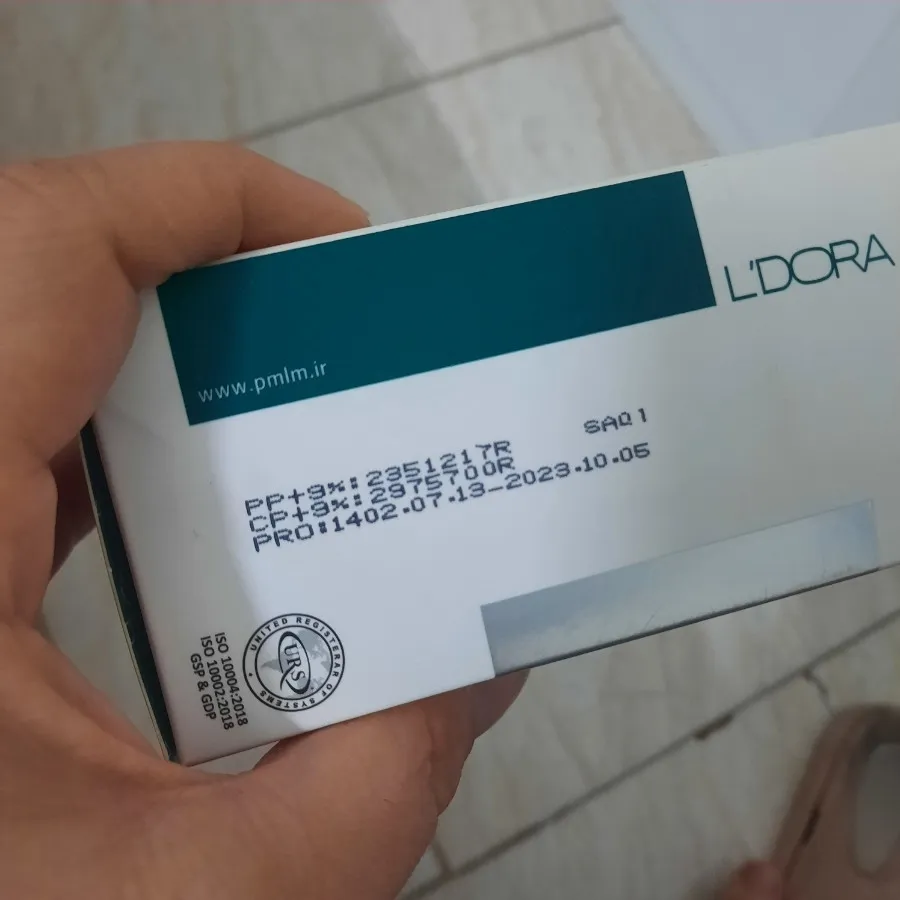 L'DORA
www.pmlm.ir
SAQ1
PP+9%:2351217R
CP+9%:2975700R
PRO:1402.07.13-2023.10.05
UNITED REGISTERAR OF SYSTEMS
URS
ISO 10004:2018
ISO 10002:2018
GSP & GDP